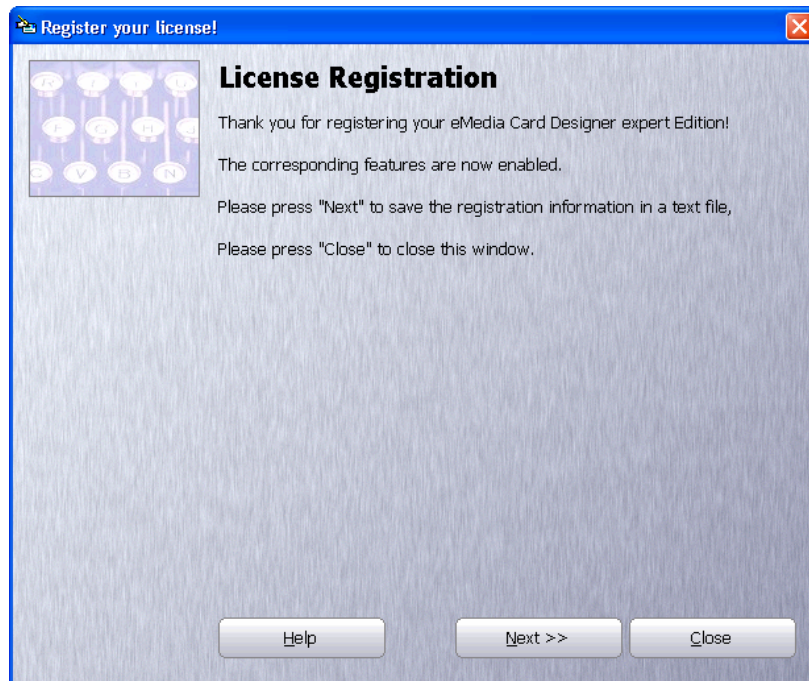 Register your license!
License Registration
Thank you for registering your eMedia Card Designer expert Edition!
The corresponding features are now enabled.
Please press "Next" to save the registration information in a text file,
Please press "Close" to close this window.
R T
F G H J
C V B N
Help Next >> Close